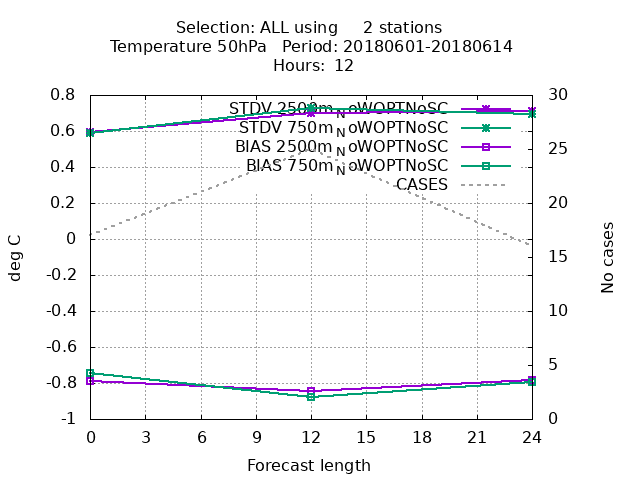 Selection: ALL using     2 stations
Temperature 50hPa   Period: 20180601-20180614
Hours: 12
STDV 2500m_NoWOPTNoSC
STDV 750m_NoWOPTNoSC
BIAS 2500m_NoWOPTNoSC
BIAS 750m_NoWOPTNoSC
CASES
0.8
0.6
0.4
0.2
0
-0.2
-0.4
-0.6
-0.8
-1
deg C
30
25
20
15
10
5
0
No cases
0 3 6 9 12 15 18 21 24
Forecast length